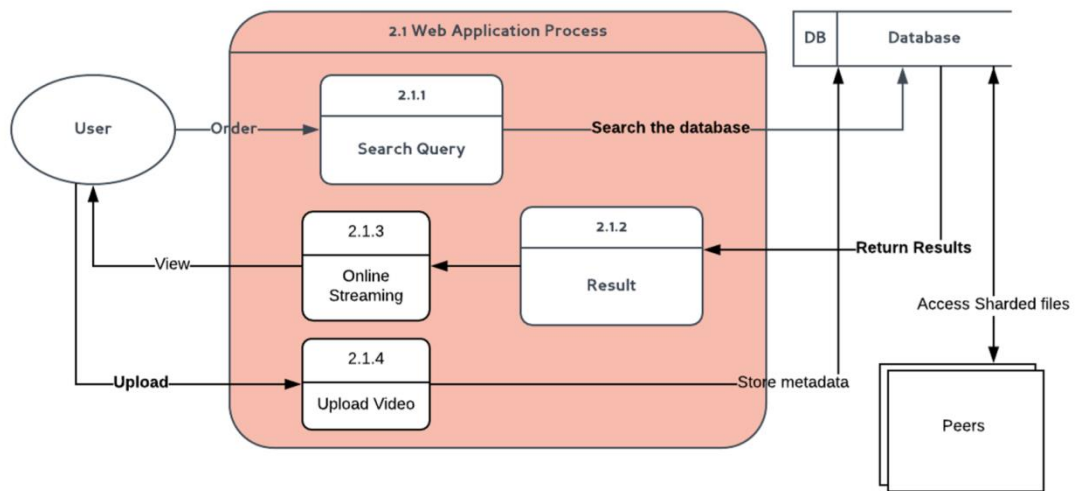 2.1 Web Application Process
DB
Database
2.1.1
User
Order
Search the database
Search Query
2.1.3
2.1.2
Return Results
View
Online
Streaming
Result
Access Sharded files
2.1.4
Upload
Store metadata
Upload Video
Peers